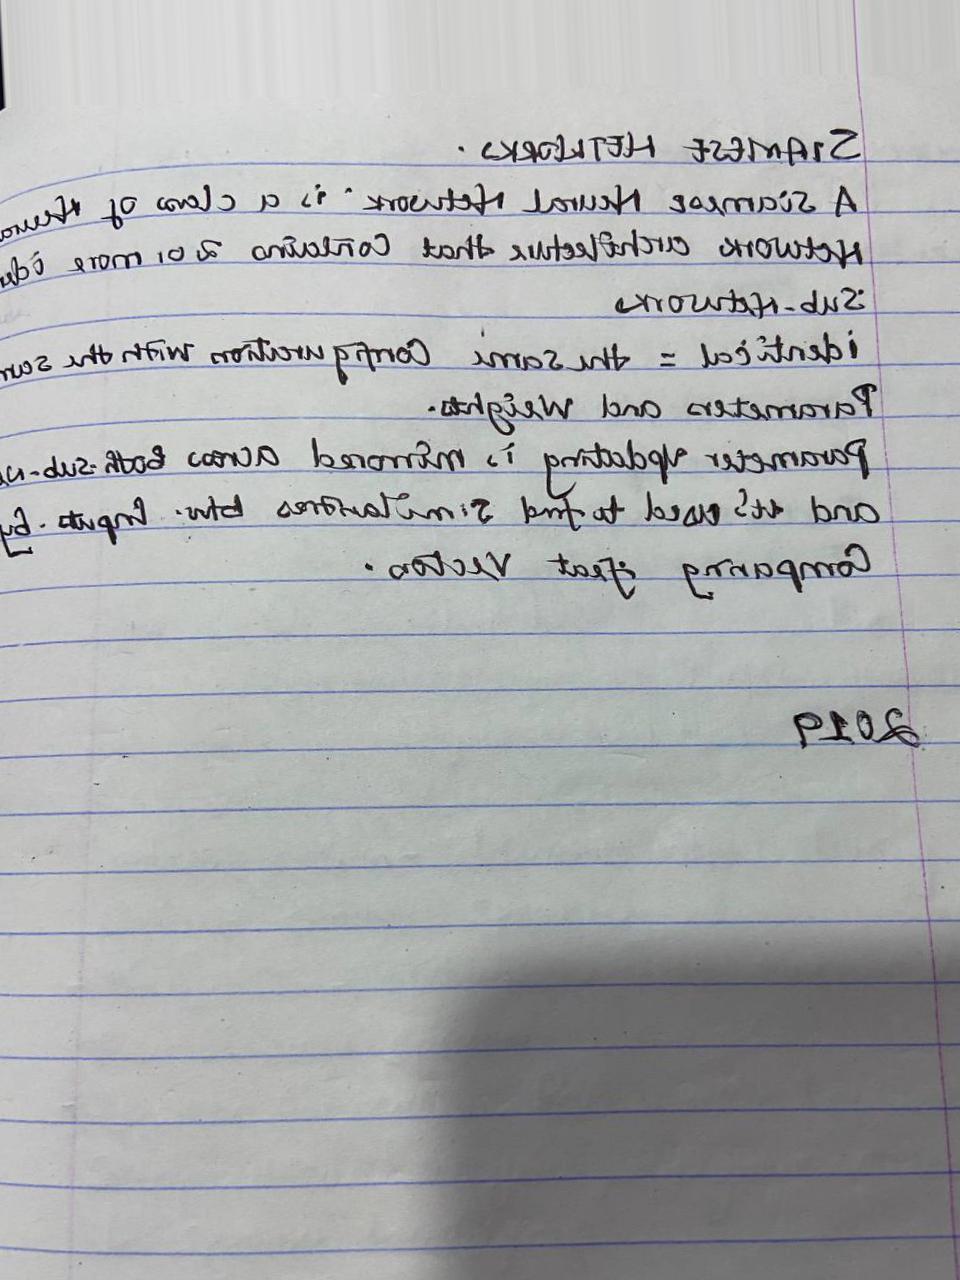 SIAMESE NETWORKS.
A Siamese Neural Network. is a class of Neura
Network architecture that contains 2 or more ide
Sub-Networks
identical = the same Configuration with the sam
Parameters and Weights.
Parameter Updating is mirrored across both sub-n
and its used to find Similarities btw. Inputs. by
Comparing feat Vectors.
2019